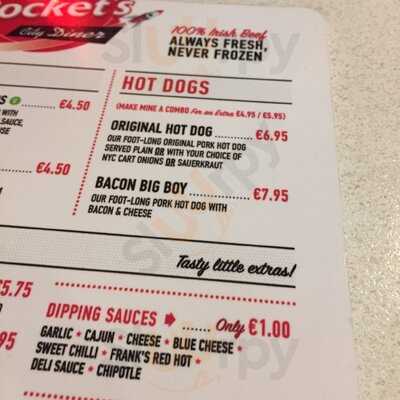 ocket's
City Diner
100% Irish Beef
ALWAYS FRESH,
NEVER FROZEN
€4.50
WITH
SAUCE,
€4.50
HOT DOGS
(MAKE MINE A COMBO For an Extra €4.95 / €5.95)
ORIGINAL HOT DOG ........ €6.95
OUR FOOT-LONG ORIGINAL PORK HOT DOG
SERVED PLAIN OR WITH YOUR CHOICE OF
NYC CART ONIONS OR SAUERKRAUT
BACON BIG BOY ........ €7.95
OUR FOOT-LONG PORK HOT DOG WITH
BACON & CHEESE
Tasty little extras!
€5.75
.95
DIPPING SAUCES ...... Only €1.00
GARLIC * CAJUN * CHEESE * BLUE CHEESE *
SWEET CHILLI * FRANK'S RED HOT *
DELI SAUCE * CHIPOTLE